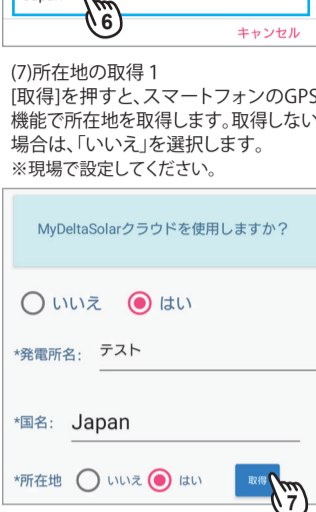 6
キャンセル
(7)所在地の取得 1
[取得]を押すと、スマートフォンのGPS
機能で所在地を取得します。取得しない
場合は、「いいえ」を選択します。
※現場で設定してください。
MyDeltaSolarクラウドを使用しますか？
いいえ はい
*発電所名: テスト
*国名: Japan
*所在地 いいえ はい 取得
7